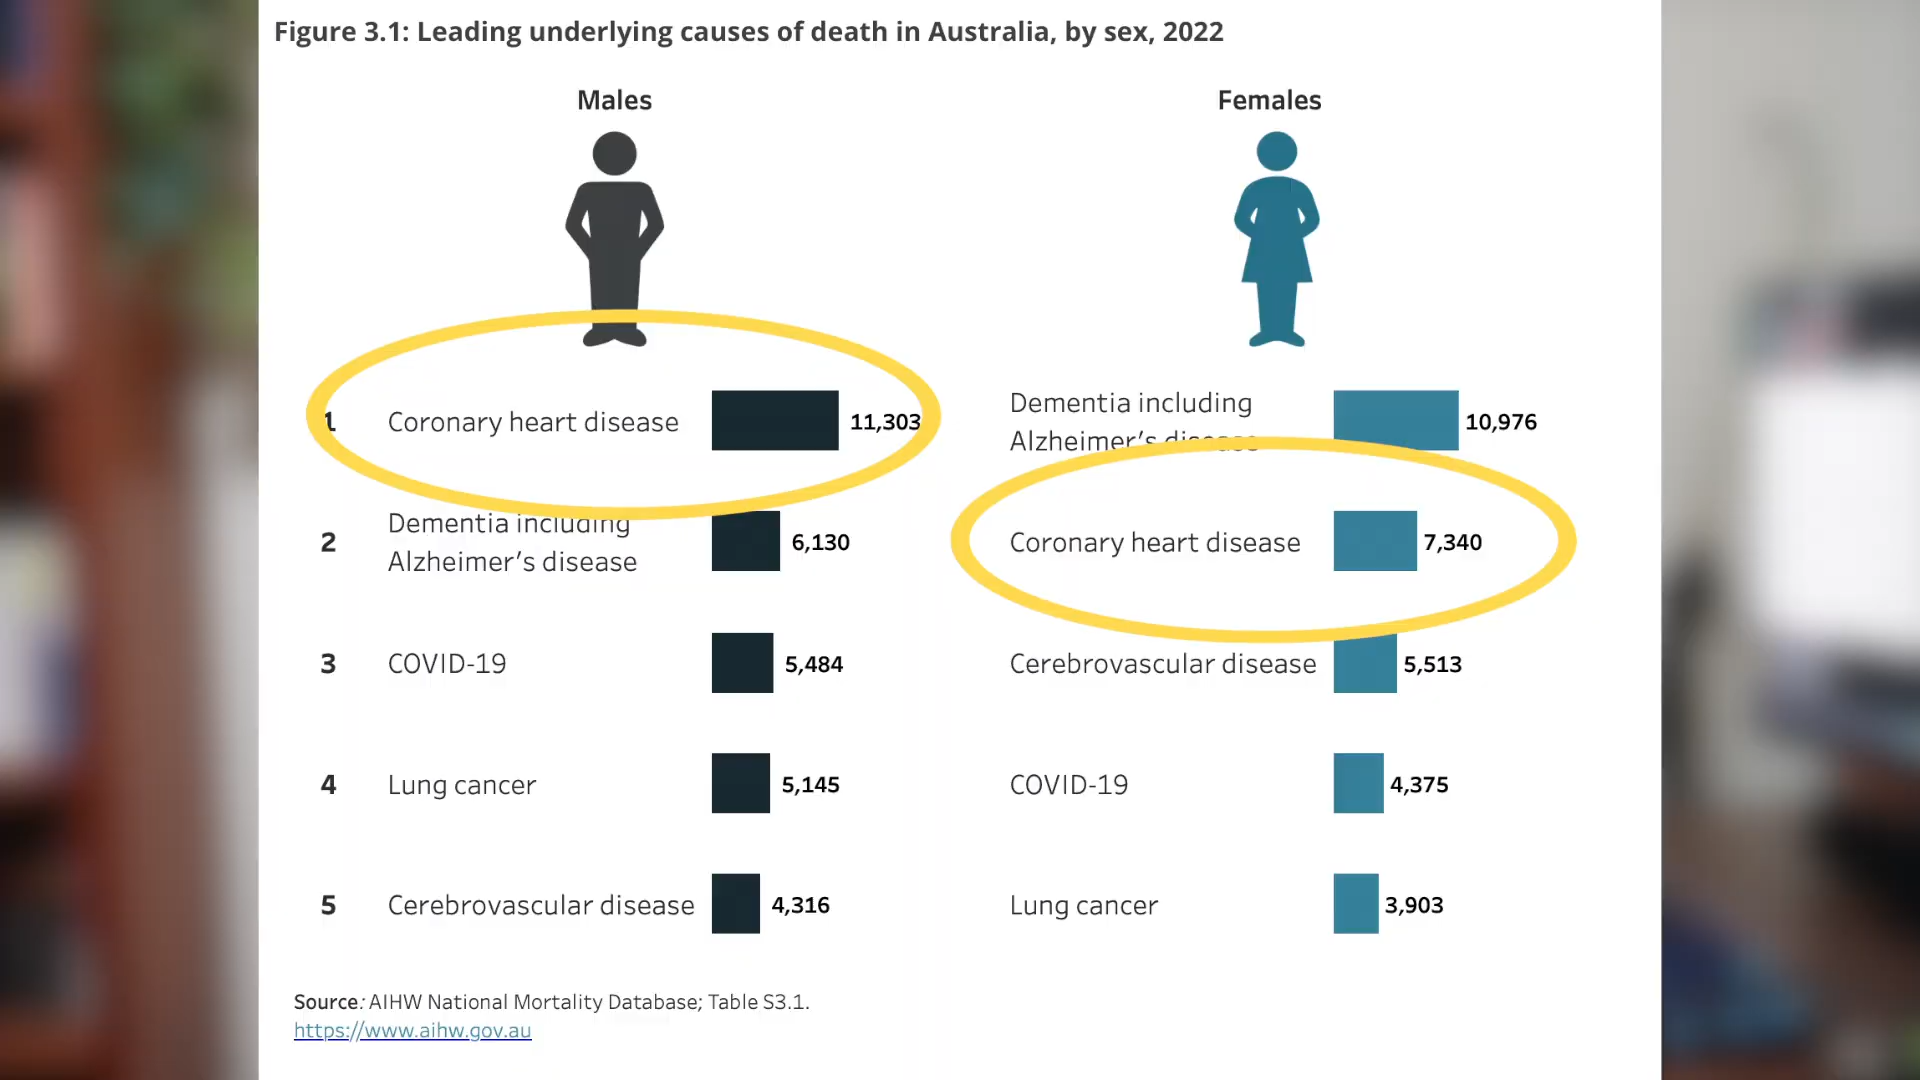 Figure 3.1: Leading underlying causes of death in Australia, by sex, 2022
Males
Females
1 Coronary heart disease 11,303
Dementia including
Alzheimer's disease
10,976
2
Dementia including
Alzheimer's disease
6,130
Coronary heart disease 7,340
3 COVID-19 5,484
Cerebrovascular disease 5,513
4 Lung cancer 5,145
COVID-19 4,375
5 Cerebrovascular disease 4,316
Lung cancer 3,903
Source: AIHW National Mortality Database; Table S3.1.
https://www.aihw.gov.au